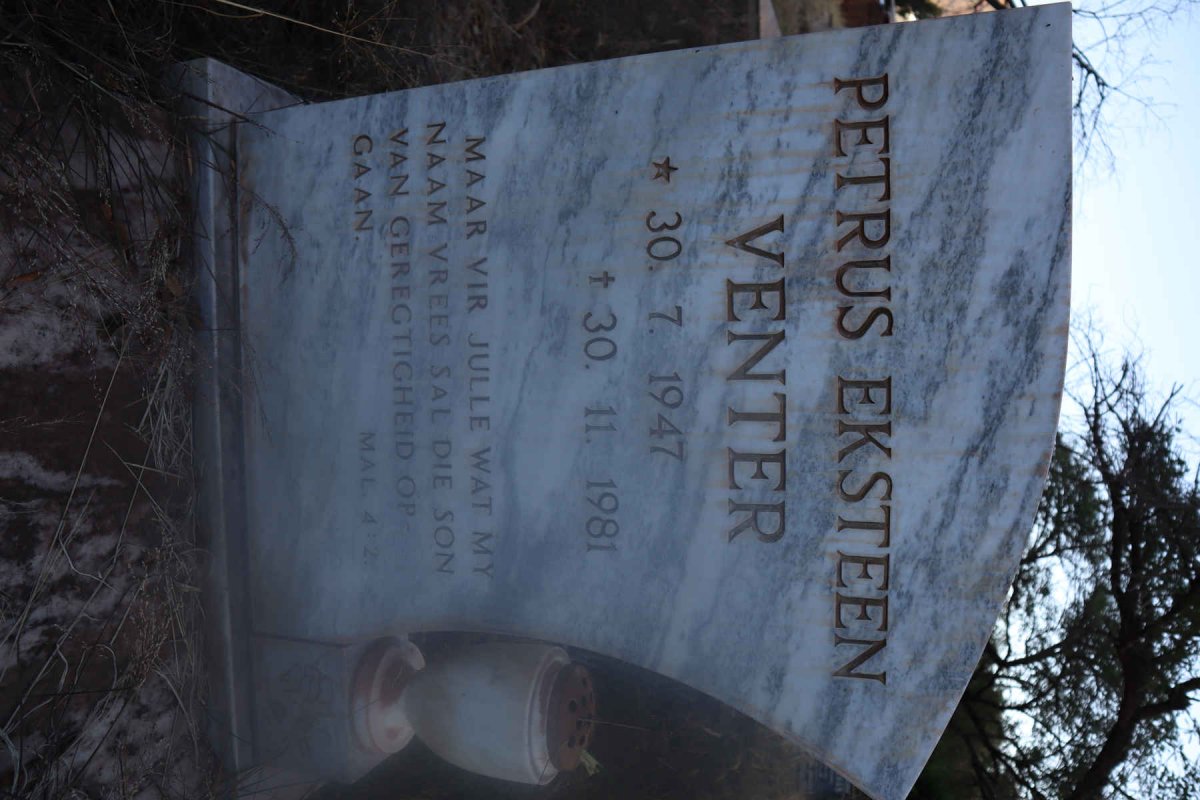 PETRUS EKSTEEN
VENTER
★ 30. 7. 1947
✝ 30. 11. 1981
MAAR VIR JULLE WAT MY
NAAM VREES SAL DIE SON
VAN GEREGTIGHEID OP-
GAAN.
MAL. 4:2